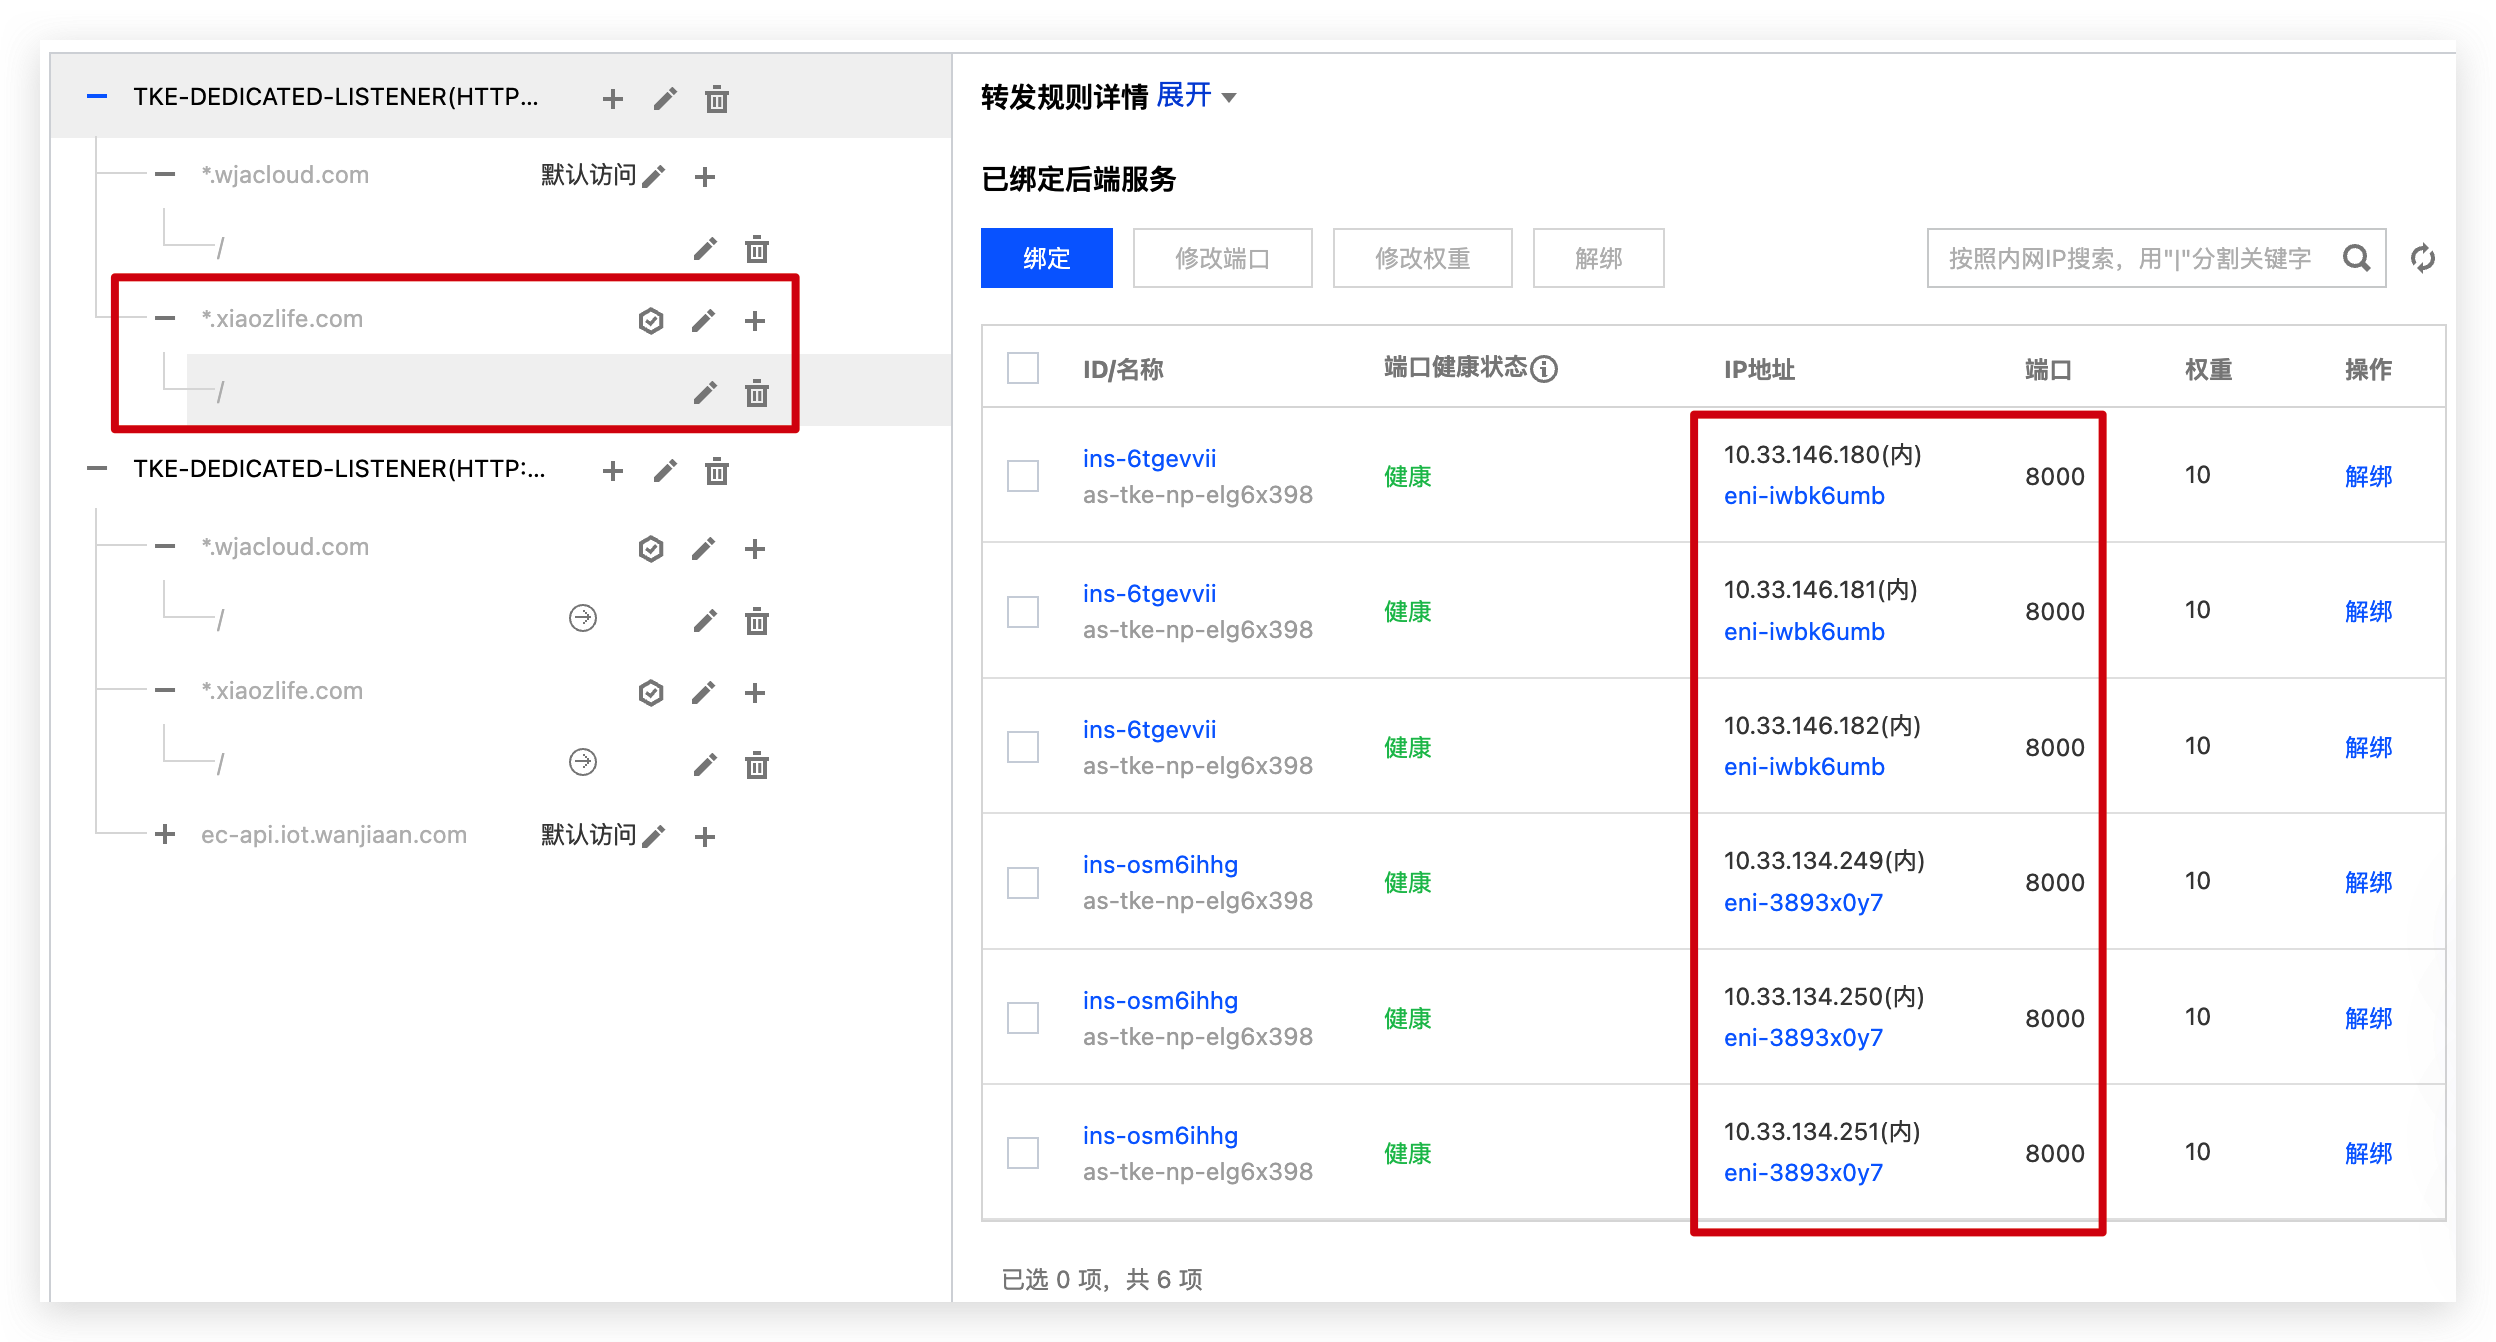 TKE-DEDICATED-LISTENER(HTTP...
*.wjacloud.com 默认访问
/
*.xiaozlife.com
/
TKE-DEDICATED-LISTENER(HTTP:...
*.wjacloud.com
/
*.xiaozlife.com
/
ec-api.iot.wanjiaan.com 默认访问
转发规则详情 展开
已绑定后端服务
绑定 修改端口 修改权重 解绑 按照内网IP搜索，用"|"分割关键字
ID/名称 端口健康状态 IP地址 端口 权重 操作
ins-6tgevvii 健康 10.33.146.180(内) 8000 10 解绑
as-tke-np-elg6x398 eni-iwbk6umb
ins-6tgevvii 健康 10.33.146.181(内) 8000 10 解绑
as-tke-np-elg6x398 eni-iwbk6umb
ins-6tgevvii 健康 10.33.146.182(内) 8000 10 解绑
as-tke-np-elg6x398 eni-iwbk6umb
ins-osm6ihhg 健康 10.33.134.249(内) 8000 10 解绑
as-tke-np-elg6x398 eni-3893x0y7
ins-osm6ihhg 健康 10.33.134.250(内) 8000 10 解绑
as-tke-np-elg6x398 eni-3893x0y7
ins-osm6ihhg 健康 10.33.134.251(内) 8000 10 解绑
as-tke-np-elg6x398 eni-3893x0y7
已选 0 项，共 6 项